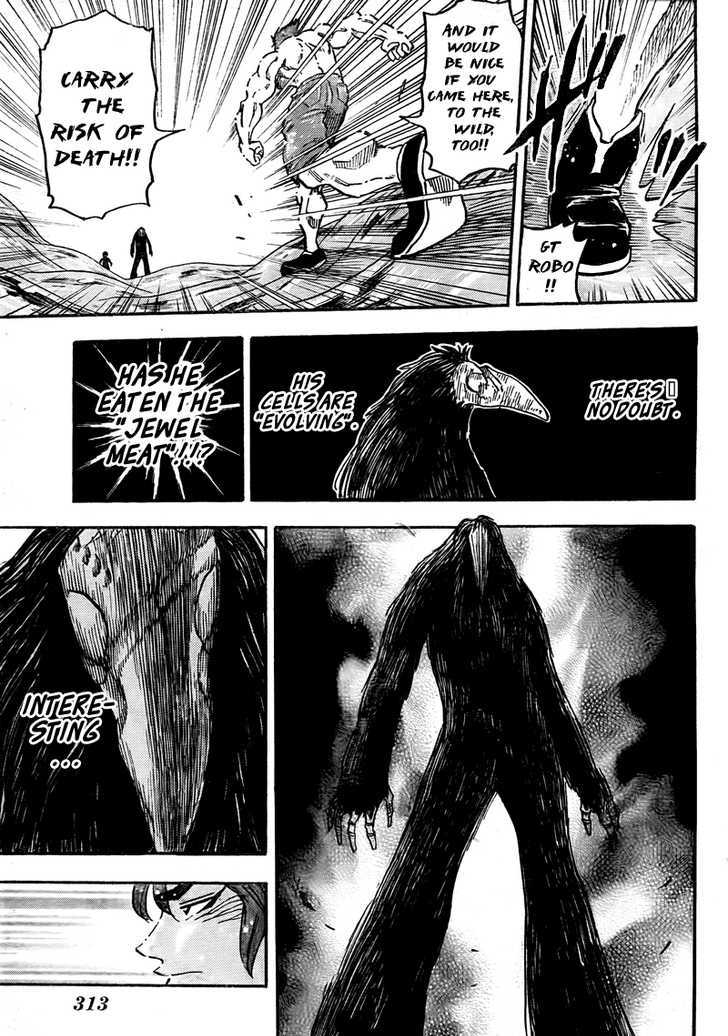 GT
ROBO
!!
AND IT
WOULD
BE NICE
IF YOU
CAME HERE,
TO THE
WILD,
TOO!!
CARRY
THE
RISK OF
DEATH!!
THERE'S▯
NO DOUBT.
HIS
CELLS ARE
"EVOLVING".
HAS HE
EATEN THE
"JEWEL
MEAT"!!?
INTERE-
STING
...
313